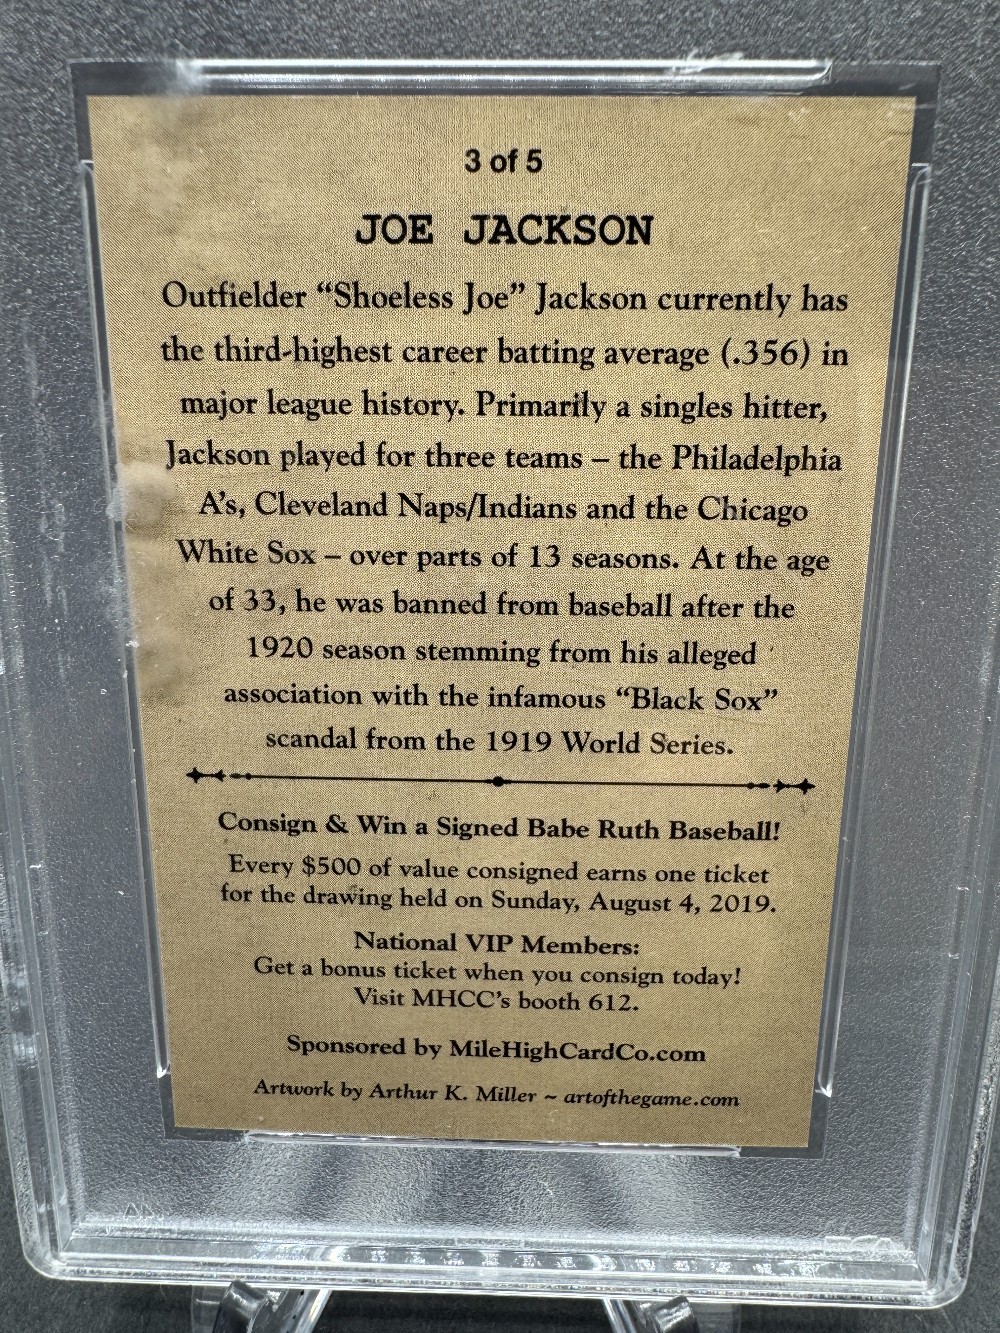 3 of 5
JOE JACKSON
Outfielder “Shoeless Joe” Jackson currently has
the third-highest career batting average (.356) in
major league history. Primarily a singles hitter,
Jackson played for three teams – the Philadelphia
A’s, Cleveland Naps/Indians and the Chicago
White Sox – over parts of 13 seasons. At the age
of 33, he was banned from baseball after the
1920 season stemming from his alleged
association with the infamous “Black Sox”
scandal from the 1919 World Series.
Consign & Win a Signed Babe Ruth Baseball!
Every $500 of value consigned earns one ticket
for the drawing held on Sunday, August 4, 2019.
National VIP Members:
Get a bonus ticket when you consign today!
Visit MHCC’s booth 612.
Sponsored by MileHighCardCo.com
Artwork by Arthur K. Miller ~ artofthegame.com